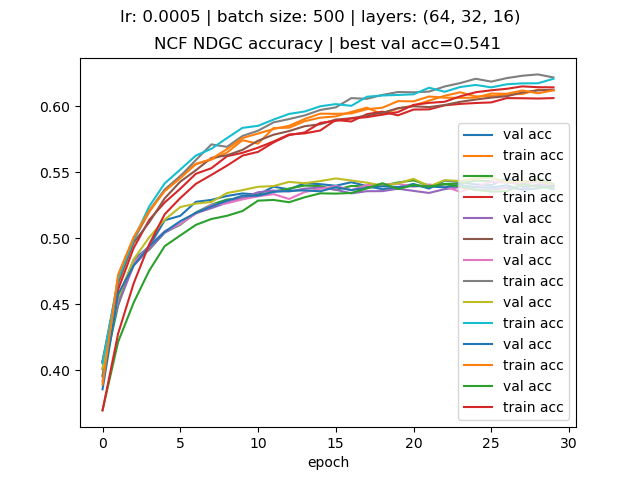 lr: 0.0005 | batch size: 500 | layers: (64, 32, 16)
NCF NDGC accuracy | best val acc=0.541
0.60
0.55
0.50
0.45
0.40
val acc
train acc
val acc
train acc
val acc
train acc
val acc
train acc
val acc
train acc
val acc
train acc
val acc
train acc
0 5 10 15 20 25 30
epoch